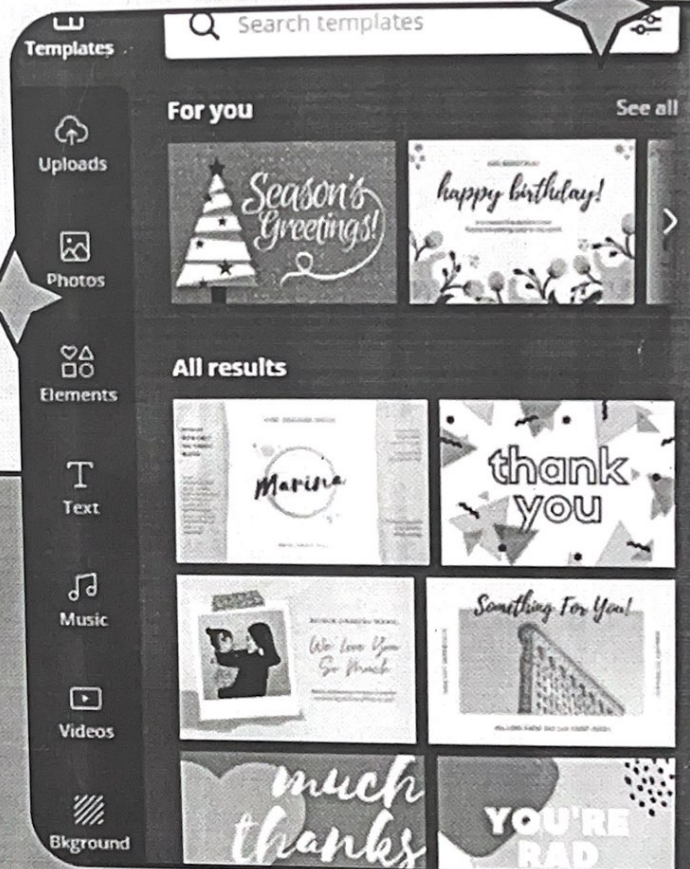 Templates
Search templates
For you
See all
Uploads
Season's
Greetings!
happy birthday!
Photos
All results
Elements
Marina
thank
you
Text
Music
We Love You
So Much
Something For You!
Videos
much
thanks
YOU'RE
RAD
Bkground